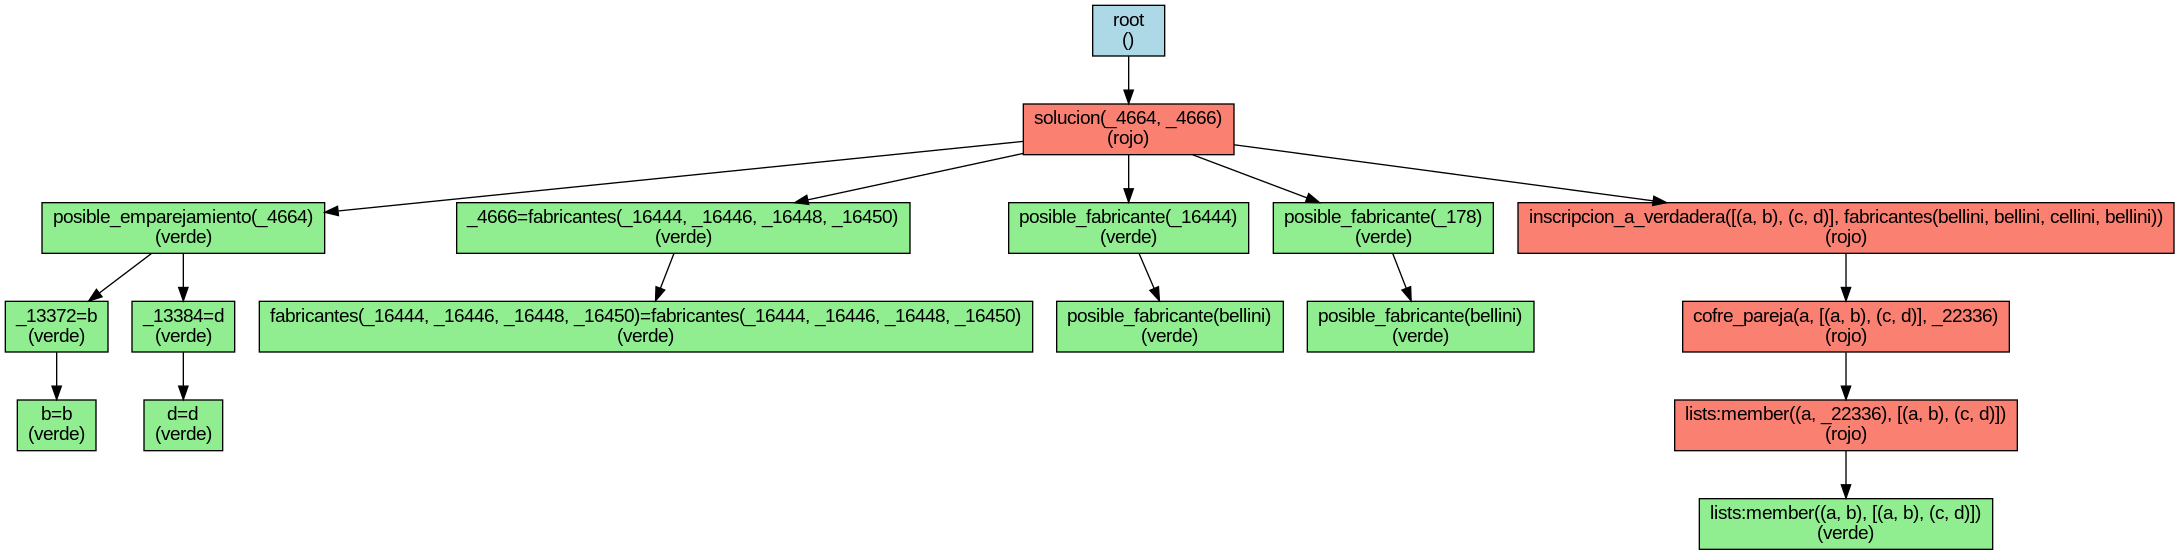 root
()
solucion(_4664, _4666)
(rojo)
posible_emparejamiento(_4664)
(verde)
_4666=fabricantes(_16444, _16446, _16448, _16450)
(verde)
posible_fabricante(_16444)
(verde)
posible_fabricante(_178)
(verde)
inscripcion_a_verdadera([(a, b), (c, d)], fabricantes(bellini, bellini, cellini, bellini))
(rojo)
_13372=b
(verde)
_13384=d
(verde)
fabricantes(_16444, _16446, _16448, _16450)=fabricantes(_16444, _16446, _16448, _16450)
(verde)
posible_fabricante(bellini)
(verde)
posible_fabricante(bellini)
(verde)
cofre_pareja(a, [(a, b), (c, d)], _22336)
(rojo)
b=b
(verde)
d=d
(verde)
lists:member((a, _22336), [(a, b), (c, d)])
(rojo)
lists:member((a, b), [(a, b), (c, d)])
(verde)